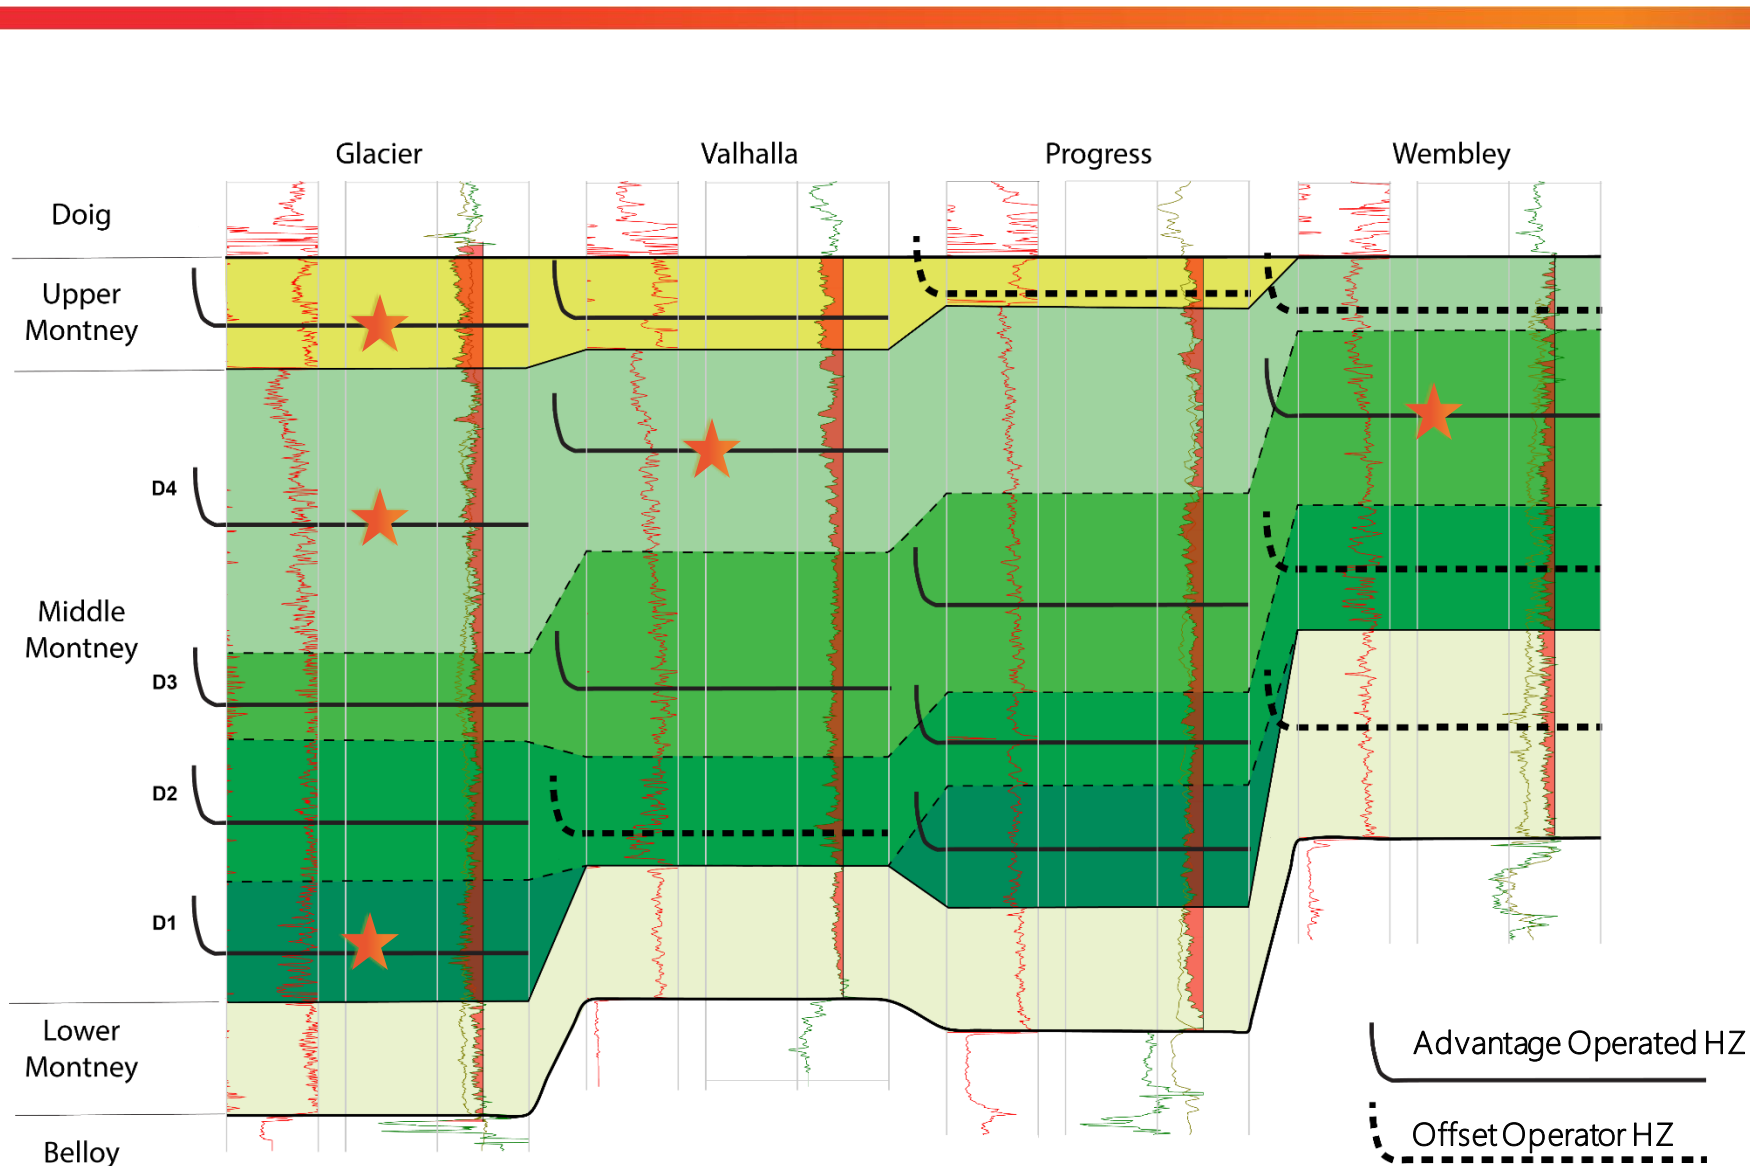 Glacier
Valhalla
Progress
Wembley
Doig
Upper
Montney
D4
Middle
Montney
D3
D2
D1
Lower
Montney
Belloy
Advantage Operated HZ
Offset Operator HZ